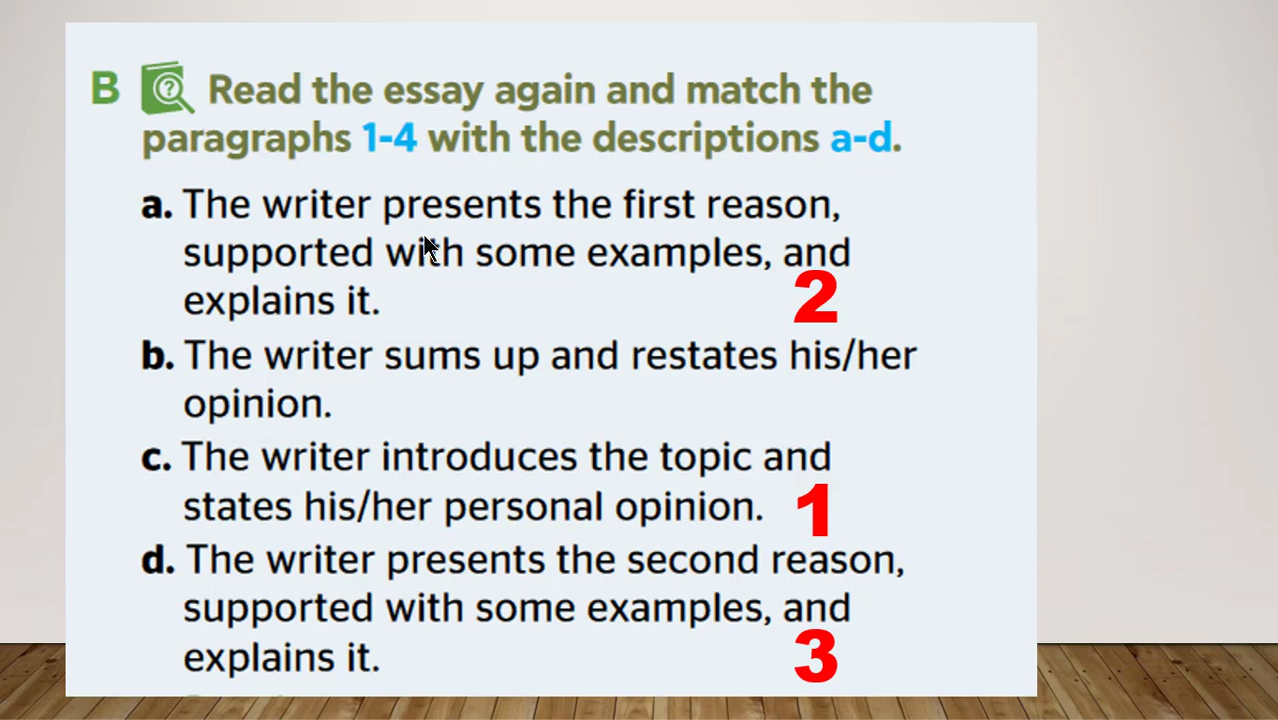 B Read the essay again and match the
paragraphs 1-4 with the descriptions a-d.
a. The writer presents the first reason,
supported with some examples, and
explains it.
2
b. The writer sums up and restates his/her
opinion.
c. The writer introduces the topic and
states his/her personal opinion.
1
d. The writer presents the second reason,
supported with some examples, and
explains it.
3